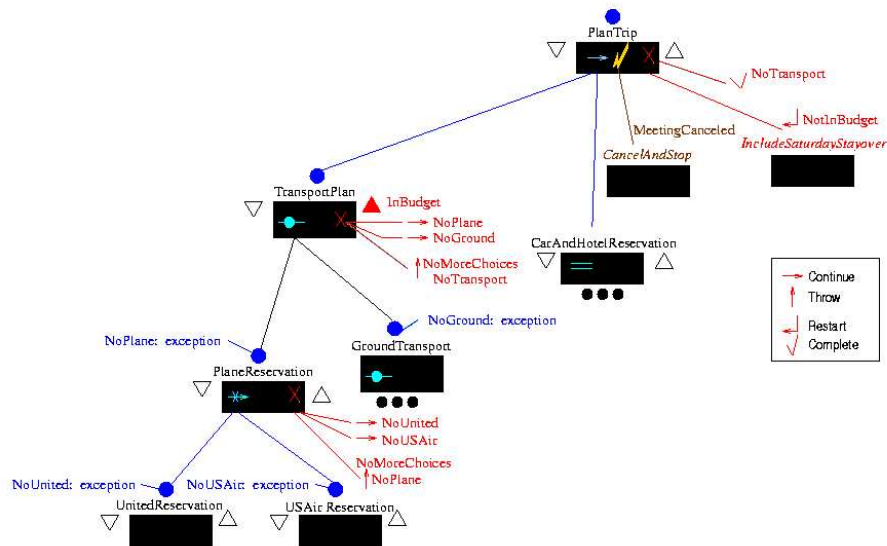 PlanTrip
NoTransport
MeetingCanceled
NotInBudget
CancelAndStop
IncludeSaturdayStayover
TransportPlan
InBudget
NoPlane
NoGround
NoMoreChoices
NoTransport
CarAndHotelReservation
Continue
Throw
Restart
Complete
NoPlane: exception
NoGround: exception
PlaneReservation
GroundTransport
NoUnited
NoUSAir
NoMoreChoices
NoPlane
NoUnited: exception
NoUSAir: exception
UnitedReservation
USAir Reservation